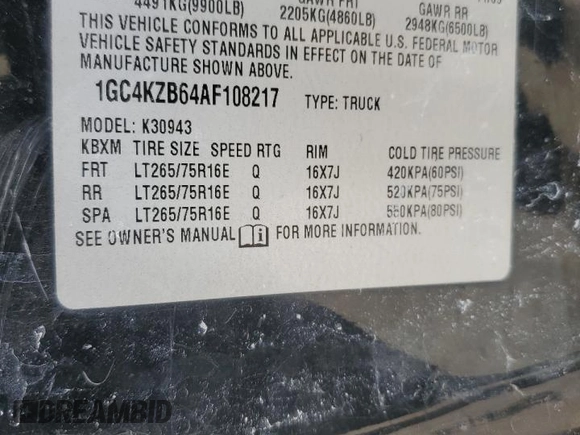 4491KG(9900LB) GAWR FRT GAWR RR
2205KG(4860LB) 2948KG(6500LB)
THIS VEHICLE CONFORMS TO ALL APPLICABLE U.S. FEDERAL MOTOR
VEHICLE SAFETY STANDARDS IN EFFECT ON THE DATE OF
MANUFACTURE SHOWN ABOVE.
1GC4KZB64AF108217 TYPE: TRUCK
MODEL: K30943
KBXM TIRE SIZE SPEED RTG RIM COLD TIRE PRESSURE
FRT LT265/75R16E Q 16X7J 420KPA(60PSI)
RR LT265/75R16E Q 16X7J 520KPA(75PSI)
SPA LT265/75R16E Q 16X7J 550KPA(80PSI)
SEE OWNER'S MANUAL FOR MORE INFORMATION.
DREAMBID